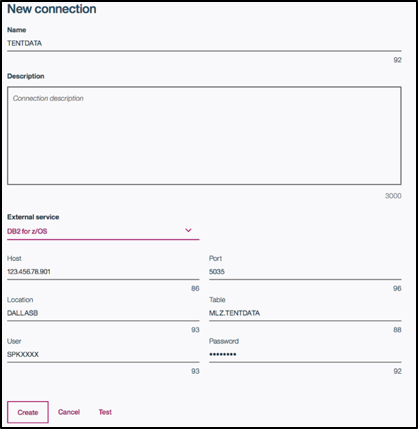 New connection
Name
TENTDATA
92
Description
Connection description
3000
External service
DB2 for z/OS
Host Port
123.456.78.901 5035
86 96
Location Table
DALLASB MLZ.TENTDATA
93 88
User Password
SPKXXXX ••••••••
93 92
Create Cancel Test